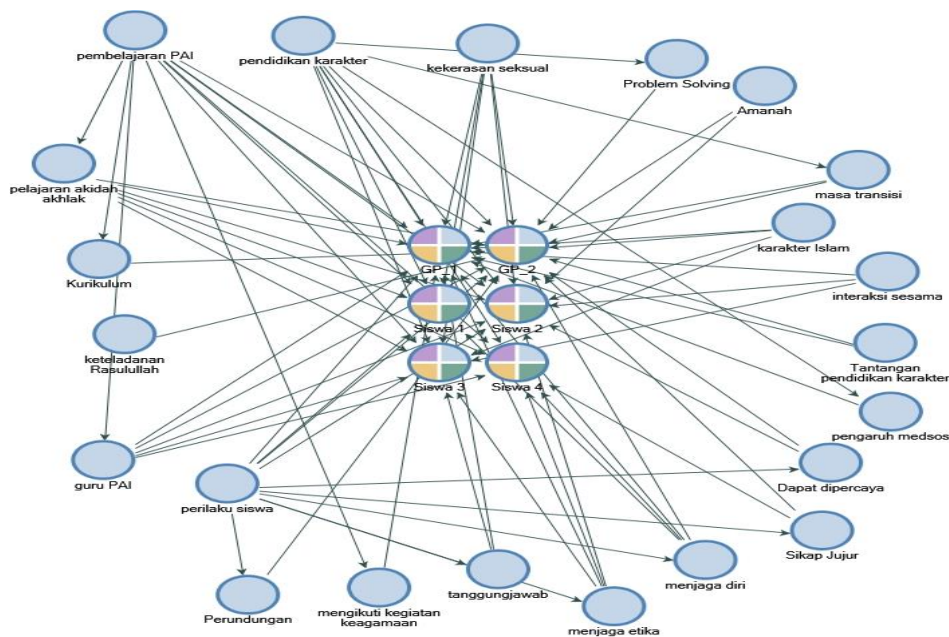 pembelajaran PAI
pendidikan karakter
kekerasan seksual
Problem Solving
Amanah
pelajaran akidah
akhlak
masa transisi
karakter Islam
Kurikulum
GP_1
GP_2
interaksi sesama
Siswa 1
Siswa 2
keteladanan
Rasulullah
Tantangan
pendidikan karakter
Siswa 3
Siswa 4
pengaruh medsos
guru PAI
Dapat dipercaya
perilaku siswa
Sikap Jujur
Perundungan
mengikuti kegiatan
keagamaan
tanggungjawab
menjaga diri
menjaga etika